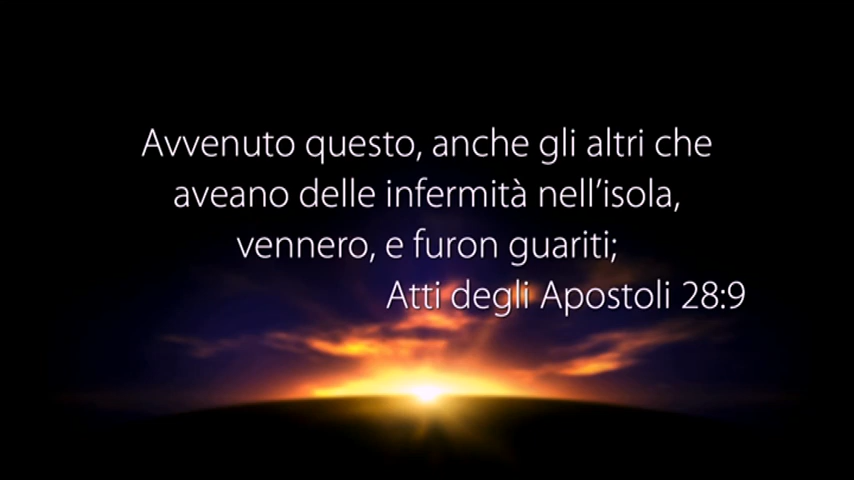 Avvenuto questo, anche gli altri che
aveano delle infermità nell’isola,
vennero, e furon guariti;
Atti degli Apostoli 28:9